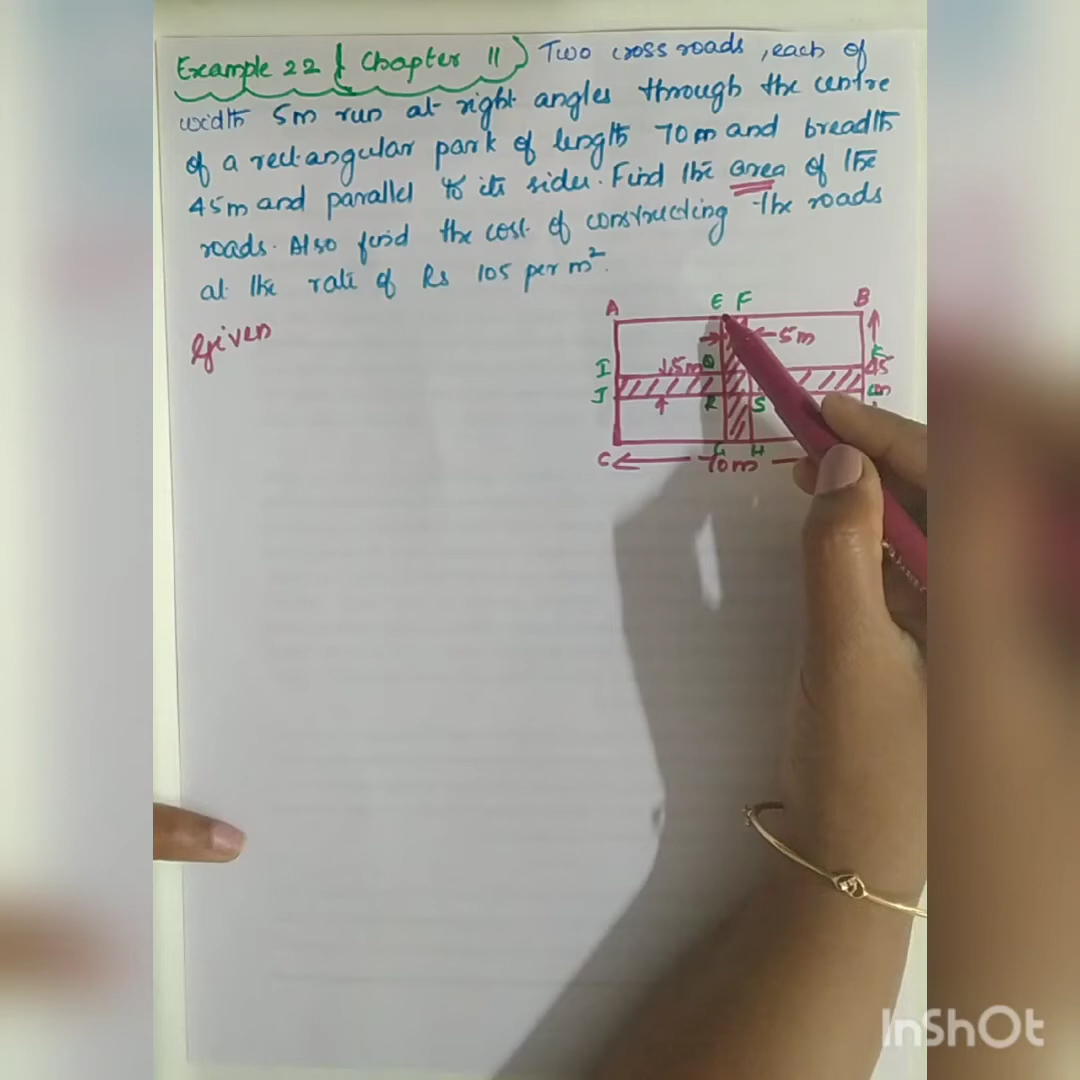 Example 22 { Chapter 11 } Two cross roads, each of
width 5m run at right angles through the centre
of a rectangular park of length 70m and breadth
45m and parallel to its sides. Find the area of the
roads. Also find the cost of constructing the roads
at the rate of Rs 105 per m².
Given
A E F B
5m
I 5m Q K
45
J R S cm
G H
C 70m
InShOt